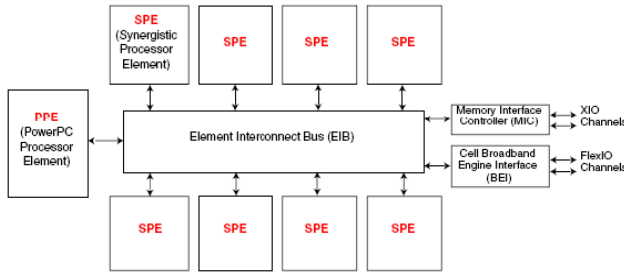 SPE
(Synergistic
Processor
Element)
SPE
SPE
SPE
PPE
(PowerPC
Processor
Element)
Element Interconnect Bus (EIB)
Memory Interface
Controller (MIC)
XIO
Channels
Cell Broadband
Engine Interface
(BEI)
FlexIO
Channels
SPE
SPE
SPE
SPE